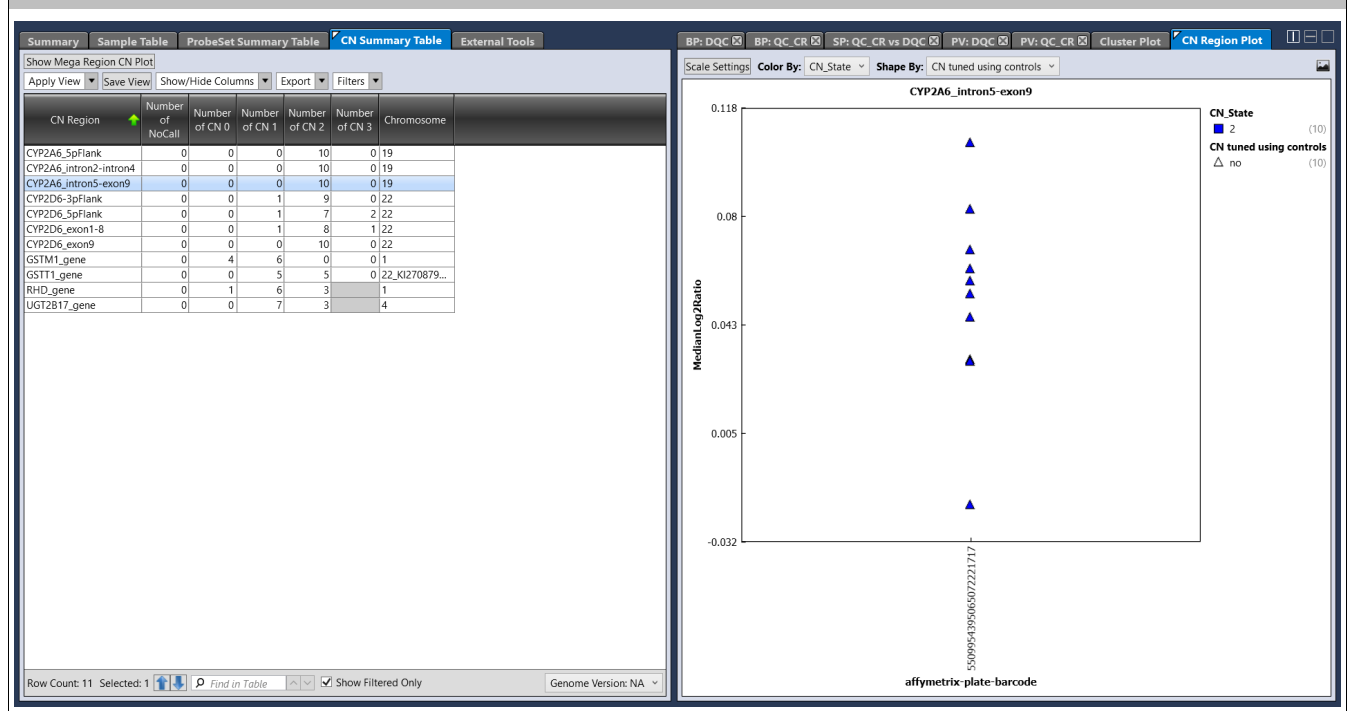 Summary Sample Table ProbeSet Summary Table CN Summary Table External Tools
Show Mega Region CN Plot
Apply View Save View Show/Hide Columns Export Filters
CN Region Number of NoCall Number of CN 0 Number of CN 1 Number of CN 2 Number of CN 3 Chromosome
CYP2A6_5pFlank 0 0 0 10 0 19
CYP2A6_intron2-intron4 0 0 0 10 0 19
CYP2A6_intron5-exon9 0 0 0 10 0 19
CYP2D6-3pFlank 0 0 1 9 0 22
CYP2D6_5pFlank 0 0 1 7 2 22
CYP2D6_exon1-8 0 0 1 8 1 22
CYP2D6_exon9 0 0 0 10 0 22
GSTM1_gene 0 4 6 0 0 1
GSTT1_gene 0 0 5 5 0 22_KI270879...
RHD_gene 0 1 6 3 1
UGT2B17_gene 0 0 7 3 4
Row Count: 11 Selected: 1 Find in Table Show Filtered Only Genome Version: NA
BP: DQC BP: QC_CR SP: QC_CR vs DQC PV: DQC PV: QC_CR Cluster Plot CN Region Plot
Scale Settings Color By: CN_State Shape By: CN tuned using controls
CYP2A6_intron5-exon9
0.118
0.08
0.043
0.005
-0.032
MedianLog2Ratio
5509954395065072221717
affymetrix-plate-barcode
CN_State
2 (10)
CN tuned using controls
no (10)